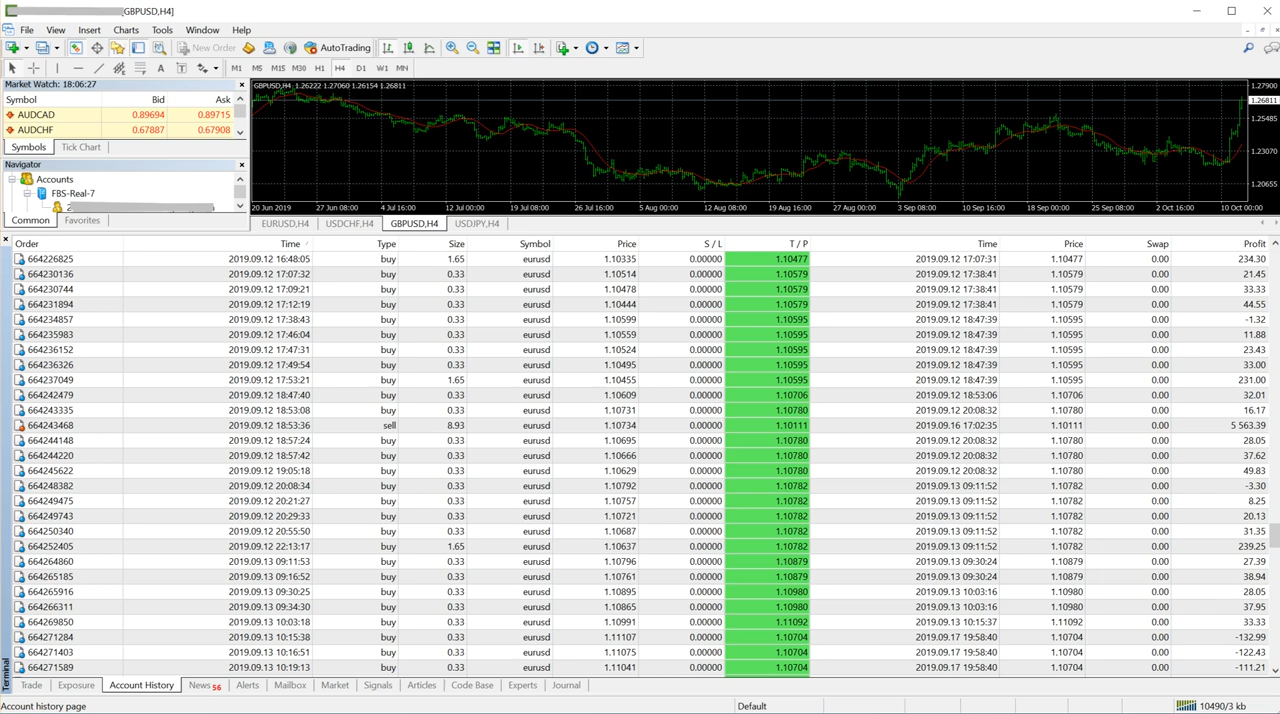 [GBPUSD,H4]
File View Insert Charts Tools Window Help
New Order AutoTrading
A T M1 M5 M15 M30 H1 H4 D1 W1 MN
Market Watch: 18:06:27
Symbol Bid Ask
AUDCAD 0.89694 0.89715
AUDCHF 0.67887 0.67908
Symbols Tick Chart
Navigator
Accounts
FBS-Real-7
Common Favorites
GBPUSD,H4 1.26222 1.27060 1.26154 1.26811
1.27900
1.26811
1.25485
1.23070
1.20655
20 Jun 2019 27 Jun 08:00 4 Jul 16:00 12 Jul 00:00 19 Jul 08:00 26 Jul 16:00 5 Aug 00:00 12 Aug 08:00 19 Aug 16:00 27 Aug 00:00 3 Sep 08:00 10 Sep 16:00 18 Sep 00:00 25 Sep 08:00 2 Oct 16:00 10 Oct 00:00
EURUSD,H4 USDCHF,H4 GBPUSD,H4 USDJPY,H4
Order Time Type Size Symbol Price S / L T / P Time Price Swap Profit
664226825 2019.09.12 16:48:05 buy 1.65 eurusd 1.10335 0.00000 1.10477 2019.09.12 17:07:31 1.10477 0.00 234.30
664230136 2019.09.12 17:07:32 buy 0.33 eurusd 1.10514 0.00000 1.10579 2019.09.12 17:38:41 1.10579 0.00 21.45
664230744 2019.09.12 17:09:21 buy 0.33 eurusd 1.10478 0.00000 1.10579 2019.09.12 17:38:41 1.10579 0.00 33.33
664231894 2019.09.12 17:12:19 buy 0.33 eurusd 1.10444 0.00000 1.10579 2019.09.12 17:38:41 1.10579 0.00 44.55
664234857 2019.09.12 17:38:43 buy 0.33 eurusd 1.10599 0.00000 1.10595 2019.09.12 18:47:39 1.10595 0.00 -1.32
664235983 2019.09.12 17:46:04 buy 0.33 eurusd 1.10559 0.00000 1.10595 2019.09.12 18:47:39 1.10595 0.00 11.88
664236152 2019.09.12 17:47:31 buy 0.33 eurusd 1.10524 0.00000 1.10595 2019.09.12 18:47:39 1.10595 0.00 23.43
664236326 2019.09.12 17:49:54 buy 0.33 eurusd 1.10495 0.00000 1.10595 2019.09.12 18:47:39 1.10595 0.00 33.00
664237049 2019.09.12 17:53:21 buy 1.65 eurusd 1.10455 0.00000 1.10595 2019.09.12 18:47:39 1.10595 0.00 231.00
664242479 2019.09.12 18:47:40 buy 0.33 eurusd 1.10609 0.00000 1.10706 2019.09.12 18:53:06 1.10706 0.00 32.01
664243335 2019.09.12 18:53:08 buy 0.33 eurusd 1.10731 0.00000 1.10780 2019.09.12 20:08:32 1.10780 0.00 16.17
664243468 2019.09.12 18:53:36 sell 8.93 eurusd 1.10734 0.00000 1.10111 2019.09.16 17:02:35 1.10111 0.00 5 563.39
664244148 2019.09.12 18:57:24 buy 0.33 eurusd 1.10695 0.00000 1.10780 2019.09.12 20:08:32 1.10780 0.00 28.05
664244220 2019.09.12 18:57:42 buy 0.33 eurusd 1.10666 0.00000 1.10780 2019.09.12 20:08:32 1.10780 0.00 37.62
664245622 2019.09.12 19:05:18 buy 0.33 eurusd 1.10629 0.00000 1.10780 2019.09.12 20:08:32 1.10780 0.00 49.83
664248382 2019.09.12 20:08:34 buy 0.33 eurusd 1.10792 0.00000 1.10782 2019.09.13 09:11:52 1.10782 0.00 -3.30
664249475 2019.09.12 20:21:27 buy 0.33 eurusd 1.10757 0.00000 1.10782 2019.09.13 09:11:52 1.10782 0.00 8.25
664249743 2019.09.12 20:29:33 buy 0.33 eurusd 1.10721 0.00000 1.10782 2019.09.13 09:11:52 1.10782 0.00 20.13
664250340 2019.09.12 20:55:50 buy 0.33 eurusd 1.10687 0.00000 1.10782 2019.09.13 09:11:52 1.10782 0.00 31.35
664252405 2019.09.12 22:13:17 buy 1.65 eurusd 1.10637 0.00000 1.10782 2019.09.13 09:11:52 1.10782 0.00 239.25
664264860 2019.09.13 09:11:53 buy 0.33 eurusd 1.10796 0.00000 1.10879 2019.09.13 09:30:24 1.10879 0.00 27.39
664265185 2019.09.13 09:16:52 buy 0.33 eurusd 1.10761 0.00000 1.10879 2019.09.13 09:30:24 1.10879 0.00 38.94
664265916 2019.09.13 09:30:25 buy 0.33 eurusd 1.10895 0.00000 1.10980 2019.09.13 10:03:16 1.10980 0.00 28.05
664266311 2019.09.13 09:34:30 buy 0.33 eurusd 1.10865 0.00000 1.10980 2019.09.13 10:03:16 1.10980 0.00 37.95
664269850 2019.09.13 10:03:18 buy 0.33 eurusd 1.10991 0.00000 1.11092 2019.09.13 10:15:37 1.11092 0.00 33.33
664271284 2019.09.13 10:15:38 buy 0.33 eurusd 1.11107 0.00000 1.10704 2019.09.17 19:58:40 1.10704 0.00 -132.99
664271403 2019.09.13 10:16:51 buy 0.33 eurusd 1.11075 0.00000 1.10704 2019.09.17 19:58:40 1.10704 0.00 -122.43
664271589 2019.09.13 10:19:13 buy 0.33 eurusd 1.11041 0.00000 1.10704 2019.09.17 19:58:40 1.10704 0.00 -111.21
Terminal
Trade Exposure Account History News 56 Alerts Mailbox Market Signals Articles Code Base Experts Journal
Account history page Default 10490/3 kb